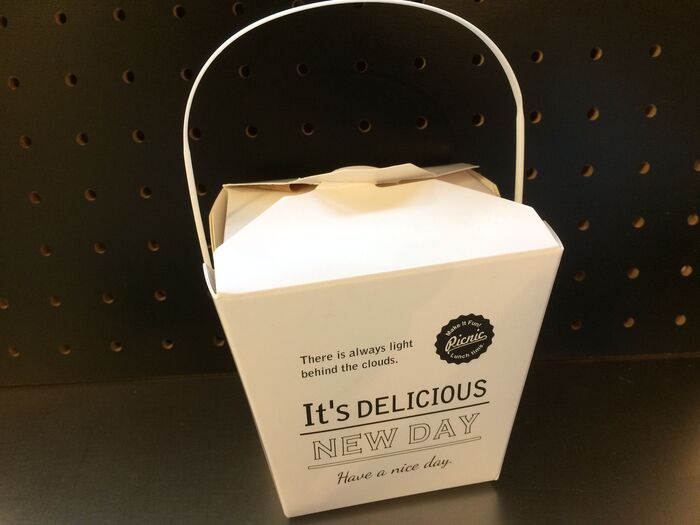 There is always light
behind the clouds.
Make It Fun!
Picnic
Lunch time
It's DELICIOUS
NEW DAY
Have a nice day.